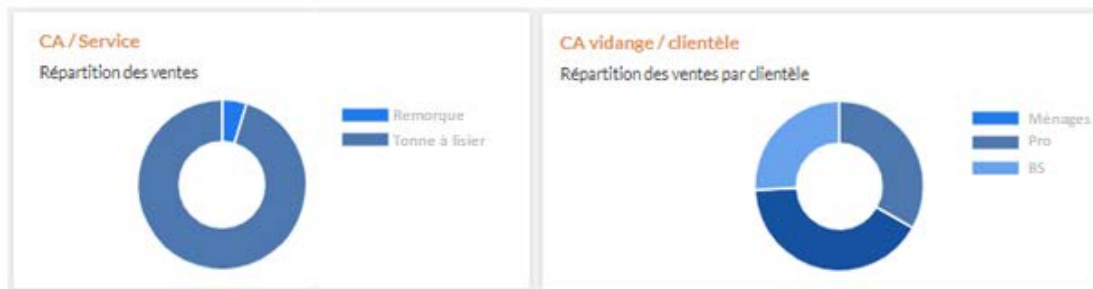 CA / Service
Répartition des ventes
Remorque
Tonne à lisier
CA vidange / clientèle
Répartition des ventes par clientèle
Ménages
Pro
BS